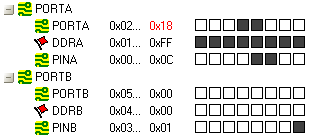 PORTA
PORTA 0x02... 0x18
DDRA 0x01... 0xFF
PINA 0x00... 0x0C
PORTB
PORTB 0x05... 0x00
DDRB 0x04... 0x00
PINB 0x03... 0x01